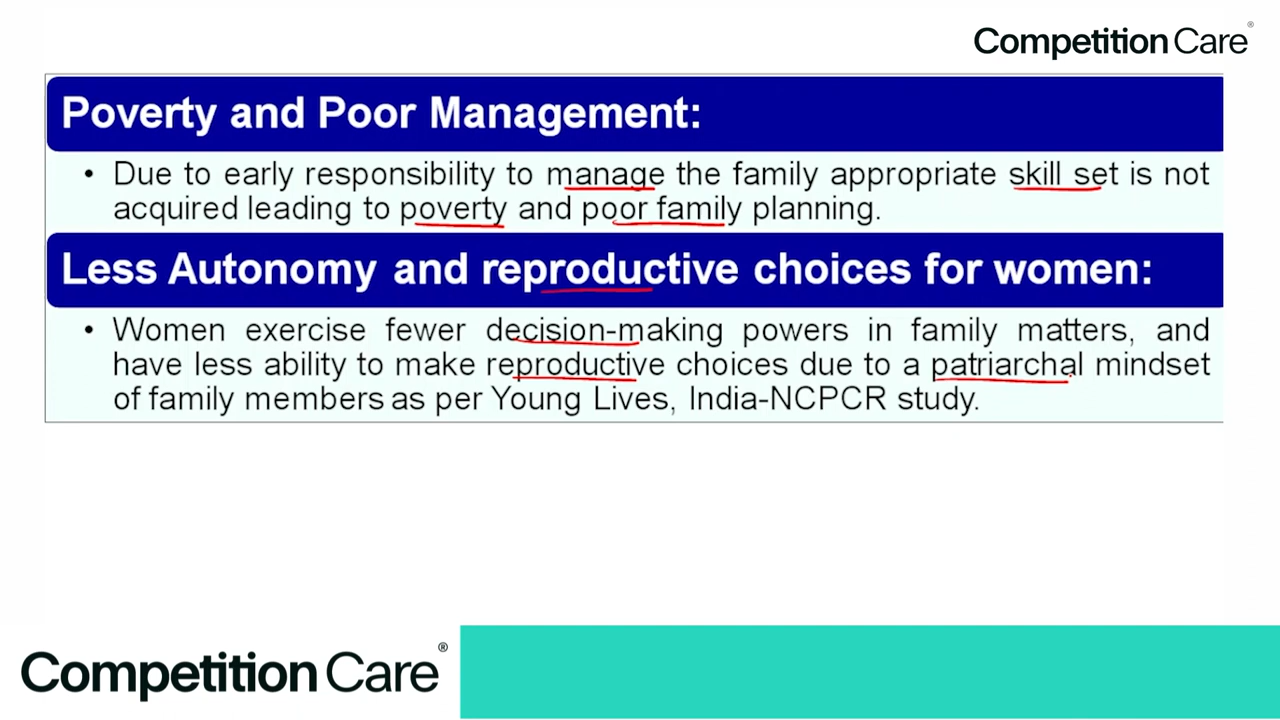 Competition Care®
Poverty and Poor Management:
• Due to early responsibility to manage the family appropriate skill set is not
acquired leading to poverty and poor family planning.
Less Autonomy and reproductive choices for women:
• Women exercise fewer decision-making powers in family matters, and
have less ability to make reproductive choices due to a patriarchal mindset
of family members as per Young Lives, India-NCPCR study.
Competition Care®